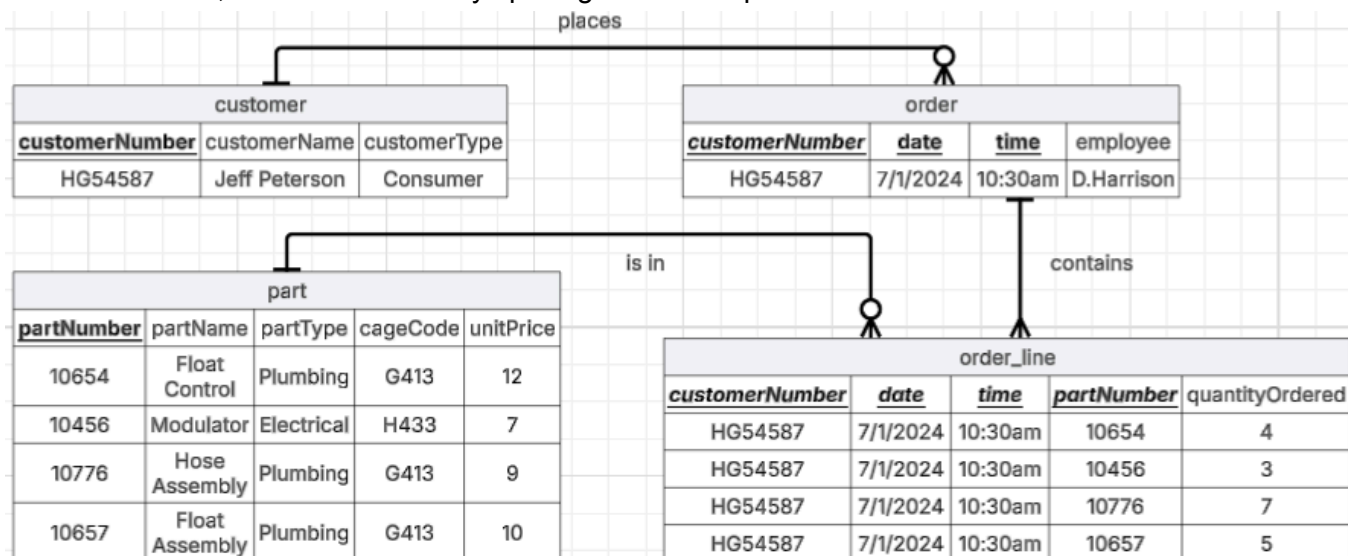 places
customer
customerNumber customerName customerType
HG54587 Jeff Peterson Consumer
order
customerNumber date time employee
HG54587 7/1/2024 10:30am D.Harrison
is in
contains
part
partNumber partName partType cageCode unitPrice
10654 Float Control Plumbing G413 12
10456 Modulator Electrical H433 7
10776 Hose Assembly Plumbing G413 9
10657 Float Assembly Plumbing G413 10
order_line
customerNumber date time partNumber quantityOrdered
HG54587 7/1/2024 10:30am 10654 4
HG54587 7/1/2024 10:30am 10456 3
HG54587 7/1/2024 10:30am 10776 7
HG54587 7/1/2024 10:30am 10657 5